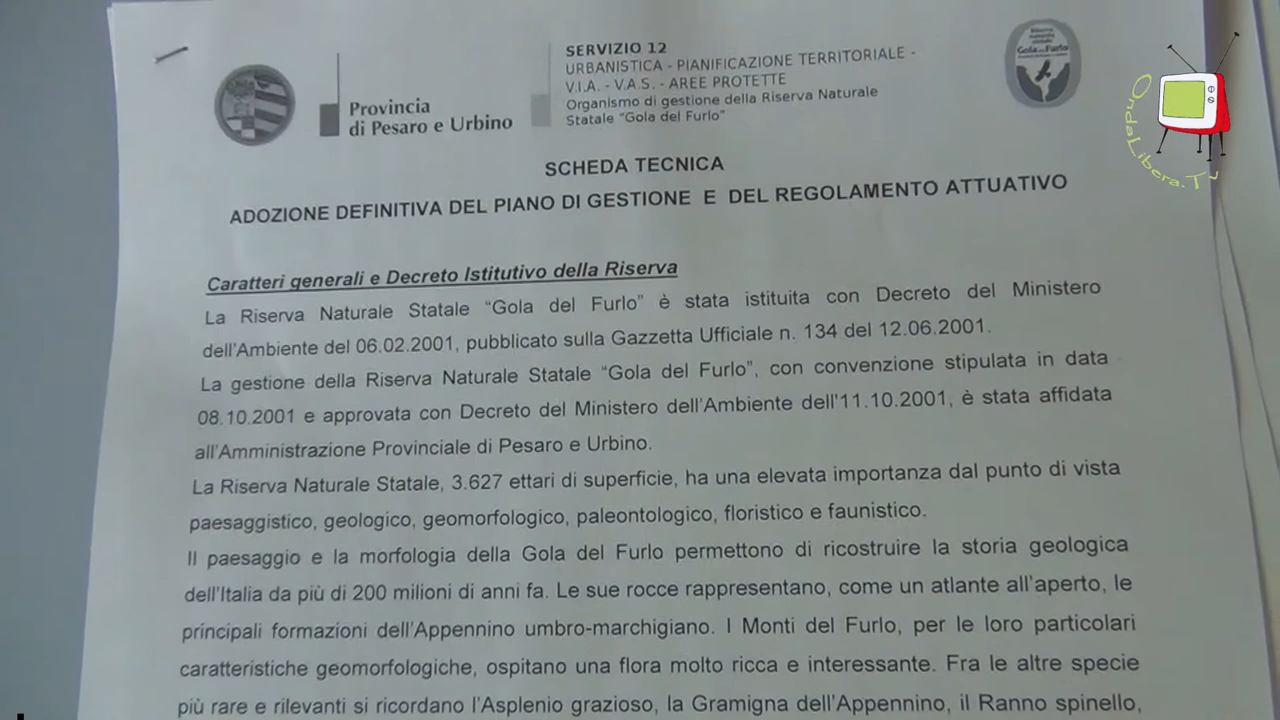 Provincia
di Pesaro e Urbino
SERVIZIO 12
URBANISTICA - PIANIFICAZIONE TERRITORIALE -
V.I.A. - V.A.S. - AREE PROTETTE
Organismo di gestione della Riserva Naturale
Statale "Gola del Furlo"
Riserva
naturale
statale
Gola del Furlo
OndaLibera.Tv
SCHEDA TECNICA
ADOZIONE DEFINITIVA DEL PIANO DI GESTIONE E DEL REGOLAMENTO ATTUATIVO
Caratteri generali e Decreto Istitutivo della Riserva
La Riserva Naturale Statale "Gola del Furlo" è stata istituita con Decreto del Ministero
dell'Ambiente del 06.02.2001, pubblicato sulla Gazzetta Ufficiale n. 134 del 12.06.2001.
La gestione della Riserva Naturale Statale "Gola del Furlo", con convenzione stipulata in data
08.10.2001 e approvata con Decreto del Ministero dell'Ambiente dell'11.10.2001, è stata affidata
all'Amministrazione Provinciale di Pesaro e Urbino.
La Riserva Naturale Statale, 3.627 ettari di superficie, ha una elevata importanza dal punto di vista
paesaggistico, geologico, geomorfologico, paleontologico, floristico e faunistico.
Il paesaggio e la morfologia della Gola del Furlo permettono di ricostruire la storia geologica
dell'Italia da più di 200 milioni di anni fa. Le sue rocce rappresentano, come un atlante all'aperto, le
principali formazioni dell'Appennino umbro-marchigiano. I Monti del Furlo, per le loro particolari
caratteristiche geomorfologiche, ospitano una flora molto ricca e interessante. Fra le altre specie
più rare e rilevanti si ricordano l'Asplenio grazioso, la Gramigna dell'Appennino, il Ranno spinello,